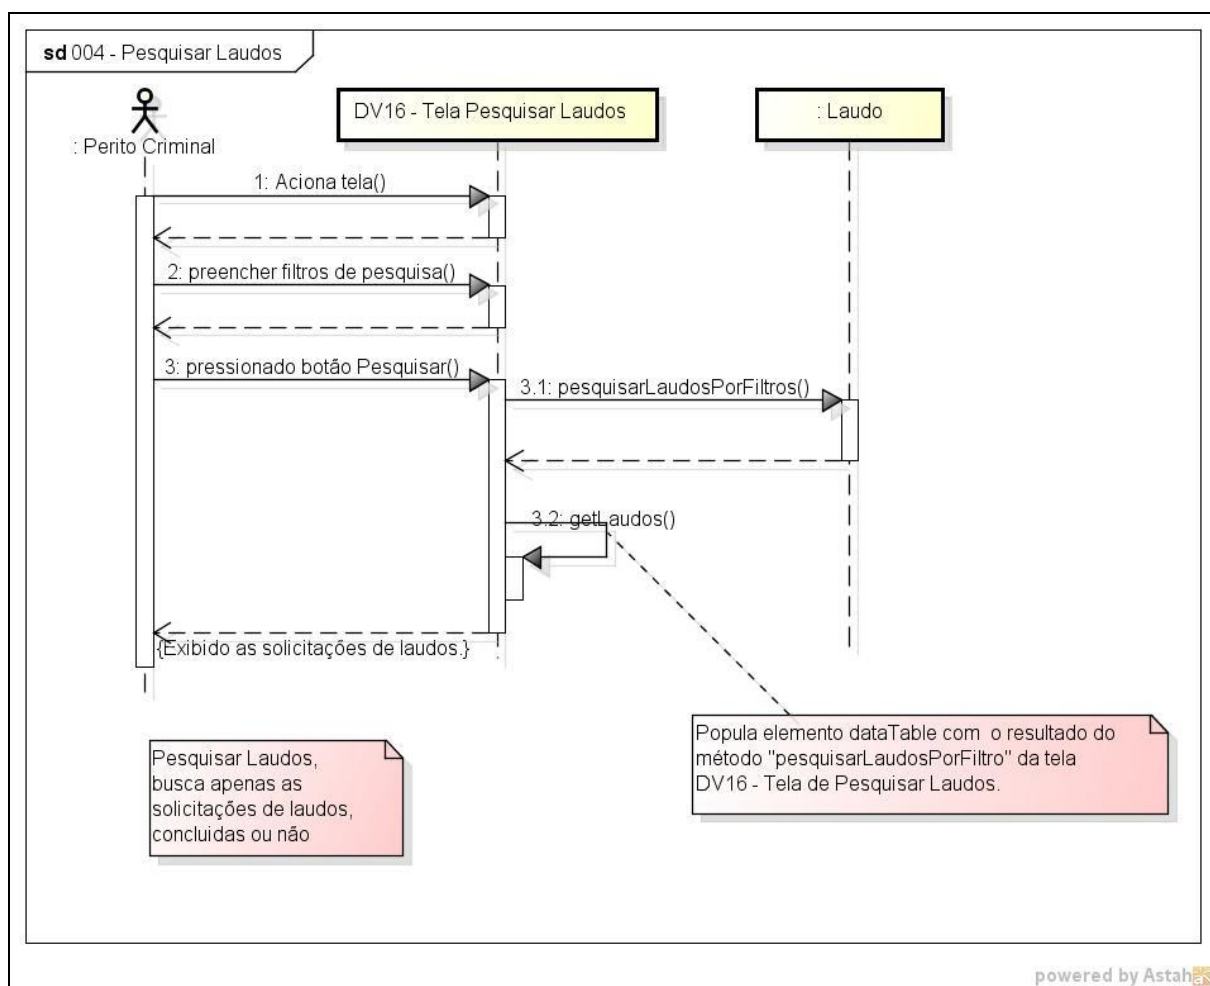 sd 004 - Pesquisar Laudos
DV16 - Tela Pesquisar Laudos
: Laudo
: Perito Criminal
1: Aciona tela()
2: preencher filtros de pesquisa()
3: pressionado botão Pesquisar()
3.1: pesquisarLaudosPorFiltros()
3.2: getLaudos()
{Exibido as solicitações de laudos.}
Pesquisar Laudos,
busca apenas as
solicitações de laudos,
concluidas ou não
Popula elemento dataTable com  o resultado do
método "pesquisarLaudosPorFiltro" da tela
DV16 - Tela de Pesquisar Laudos.
powered by Astah